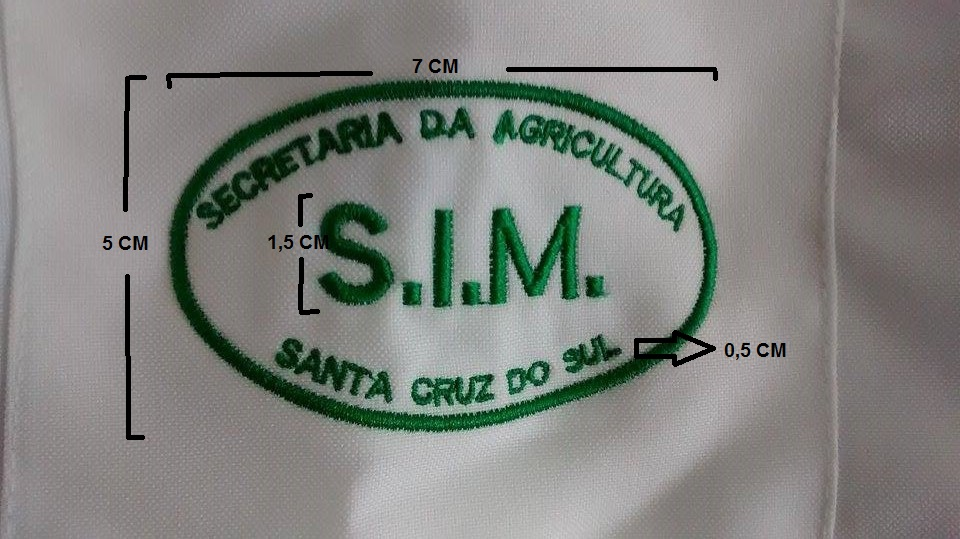 7 CM
SECRETARIA DA AGRICULTURA
5 CM
1,5 CM
S.I.M.
SANTA CRUZ DO SUL
0,5 CM